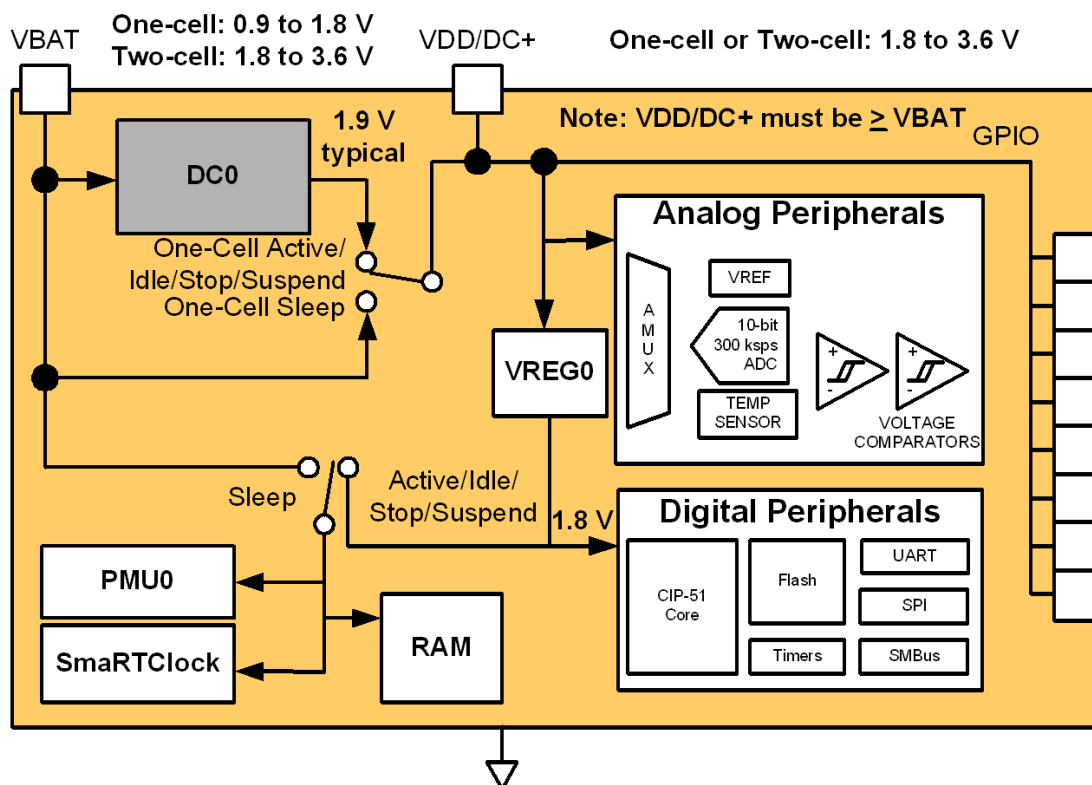 VBAT
One-cell: 0.9 to 1.8 V
Two-cell: 1.8 to 3.6 V
VDD/DC+
One-cell or Two-cell: 1.8 to 3.6 V
Note: VDD/DC+ must be ≥ VBAT
GPIO
DC0
1.9 V
typical
One-Cell Active/
Idle/Stop/Suspend
One-Cell Sleep
VREG0
Analog Peripherals
A
M
U
X
VREF
10-bit
300 ksps
ADC
TEMP
SENSOR
+
-
+
-
VOLTAGE
COMPARATORS
Sleep
Active/Idle/
Stop/Suspend
1.8 V
Digital Peripherals
CIP-51
Core
Flash
Timers
UART
SPI
SMBus
PMU0
SmaRTClock
RAM